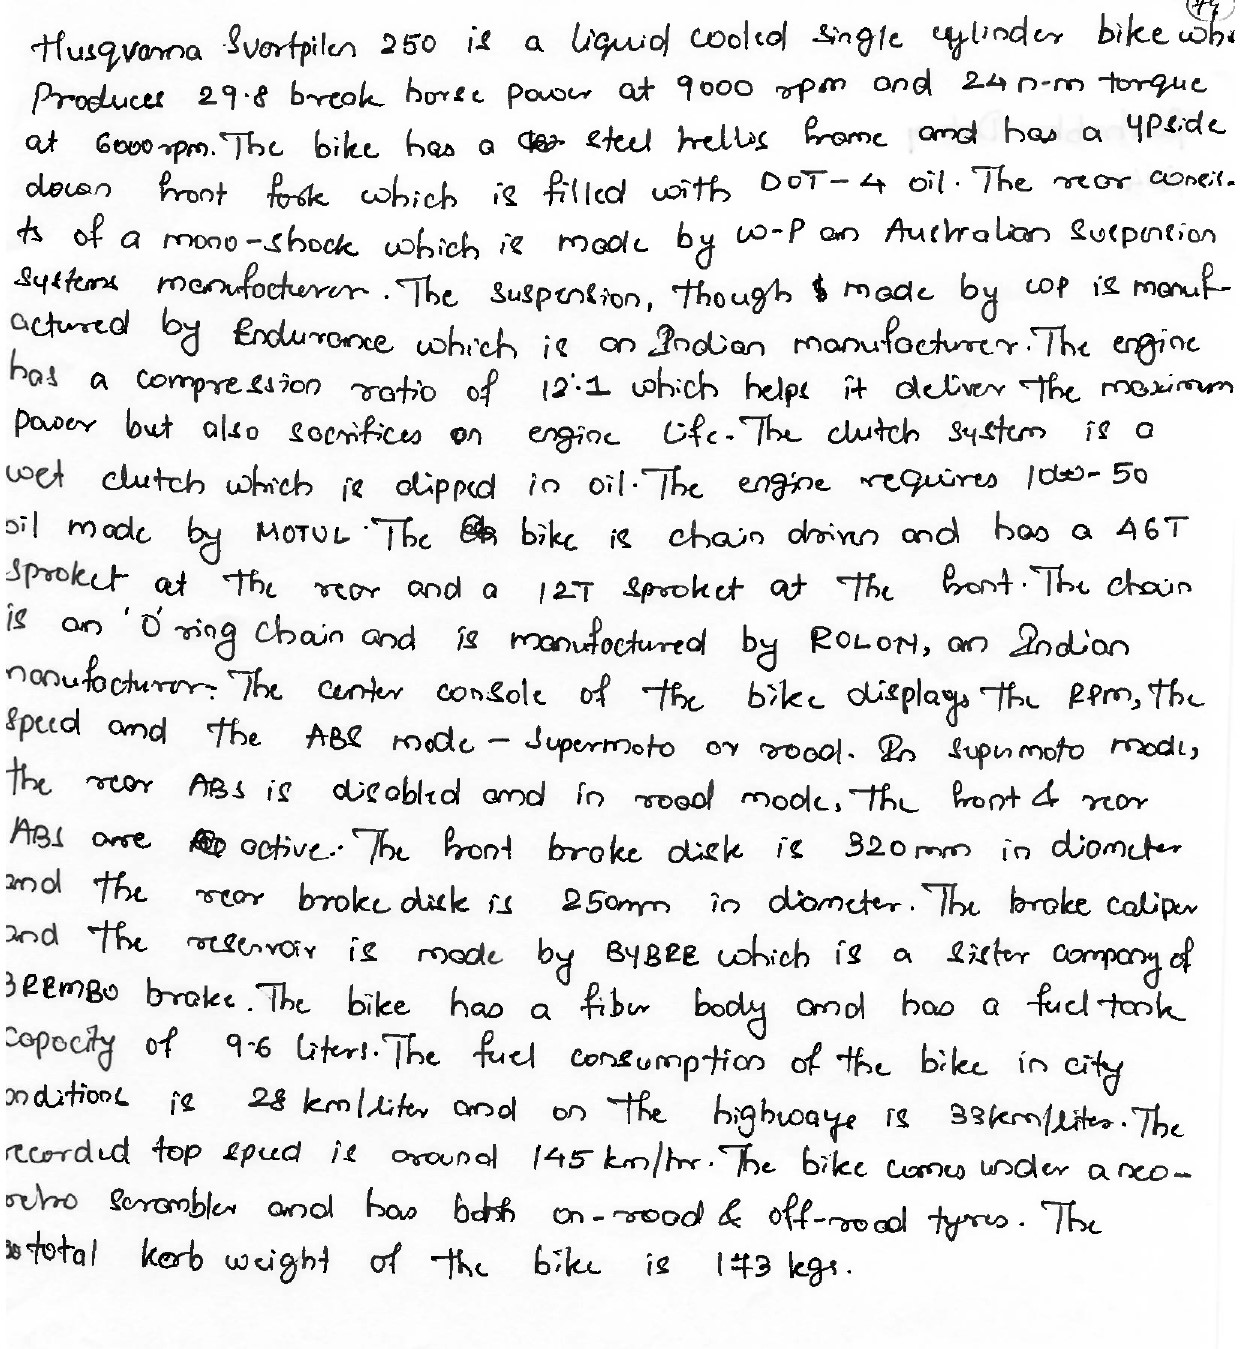 74
Husqvarna Svartpilen 250 is a liquid cooled single cylinder bike whi
Produces 29.8 break horse power at 9000 rpm and 24 n-m torque
at 6000 rpm. The bike has a steel trellis frame and has a upside
down front fork which is filled with DOT-4 oil. The rear consis-
ts of a mono-shock which is made by W-P an Australian Suspension
Systems manufacturer. The suspension, though made by WP is manuf-
actured by Endurance which is an Indian manufacturer. The engine
has a compression ratio of 12:1 which helps it deliver the maximum
power but also sacrifices on engine life. The clutch system is a
wet clutch which is dipped in oil. The engine requires 10w-50
oil made by MOTUL. The bike is chain driven and has a 46T
sproket at the rear and a 12T sproket at the front. The chain
is an 'O' ring chain and is manufactured by ROLON, an Indian
manufacturer. The center console of the bike displays the RPM, the
speed and the ABS mode - Supermoto or road. In supermoto mode,
the rear ABS is disabled and in road mode, the front & rear
ABS are active. The front brake disk is 320mm in diameter
and the rear brake disk is 250mm in diameter. The brake caliper
and the reservoir is made by BYBRE which is a sister company of
BREMBO brake. The bike has a fiber body and has a fuel tank
capacity of 9.6 liters. The fuel consumption of the bike in city
onditions is 28 km/liter and on the highways is 33km/liter. The
recorded top speed is around 145 km/hr. The bike comes under a neo-
retro scrambler and has both on-road & off-road tyres. The
total kerb weight of the bike is 173 kgs.